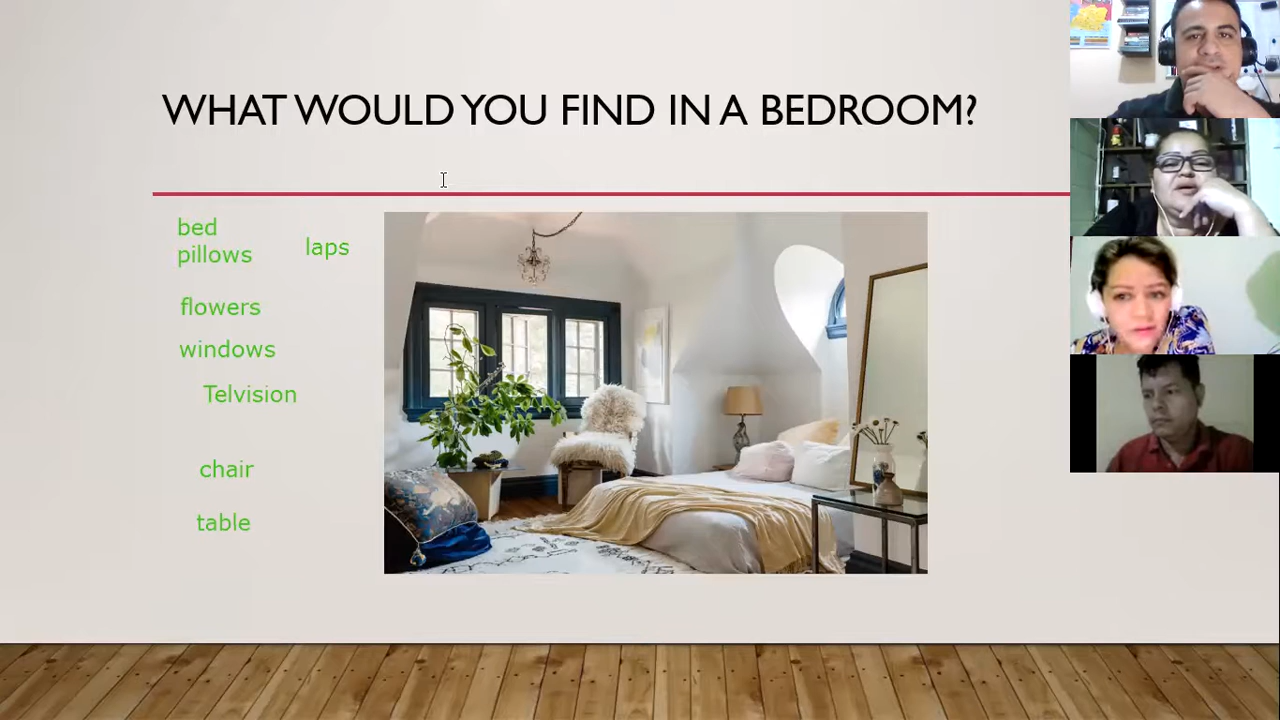 WHAT WOULD YOU FIND IN A BEDROOM?
bed
pillows
laps
flowers
windows
Telvision
chair
table